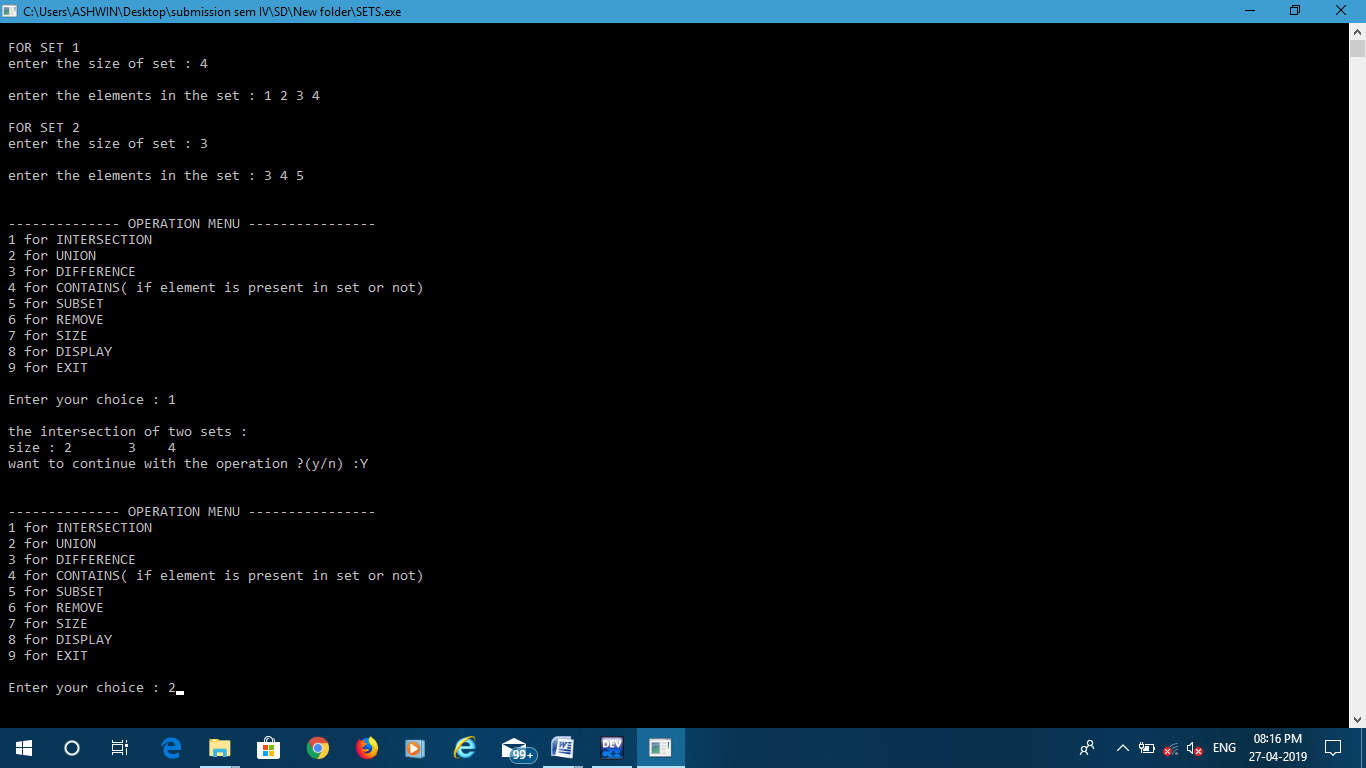 C:\Users\ASHWIN\Desktop\submission sem IV\SD\New folder\SETS.exe
FOR SET 1
enter the size of set : 4
enter the elements in the set : 1 2 3 4
FOR SET 2
enter the size of set : 3
enter the elements in the set : 3 4 5
-------------- OPERATION MENU ----------------
1 for INTERSECTION
2 for UNION
3 for DIFFERENCE
4 for CONTAINS( if element is present in set or not)
5 for SUBSET
6 for REMOVE
7 for SIZE
8 for DISPLAY
9 for EXIT
Enter your choice : 1
the intersection of two sets :
size : 2       3    4
want to continue with the operation ?(y/n) :Y
-------------- OPERATION MENU ----------------
1 for INTERSECTION
2 for UNION
3 for DIFFERENCE
4 for CONTAINS( if element is present in set or not)
5 for SUBSET
6 for REMOVE
7 for SIZE
8 for DISPLAY
9 for EXIT
Enter your choice : 2
99+
DEV
ENG
08:16 PM
27-04-2019